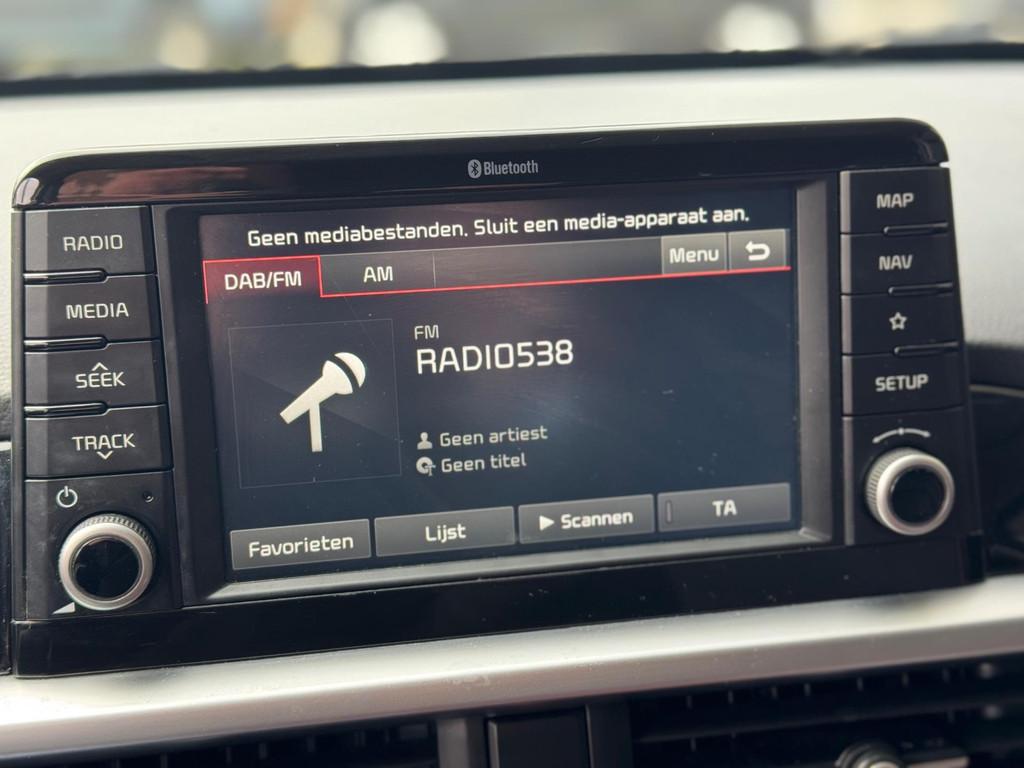 Bluetooth
RADIO
MEDIA
SEEK
TRACK
Geen mediabestanden. Sluit een media-apparaat aan.
DAB/FM
AM
Menu
FM
RADIO538
Geen artiest
Geen titel
Favorieten
Lijst
Scannen
TA
MAP
NAV
SETUP